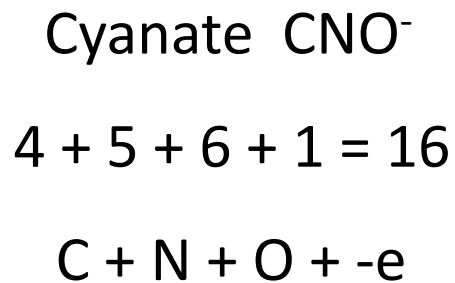 Cyanate CNO⁻
4 + 5 + 6 + 1 = 16
C + N + O + -e